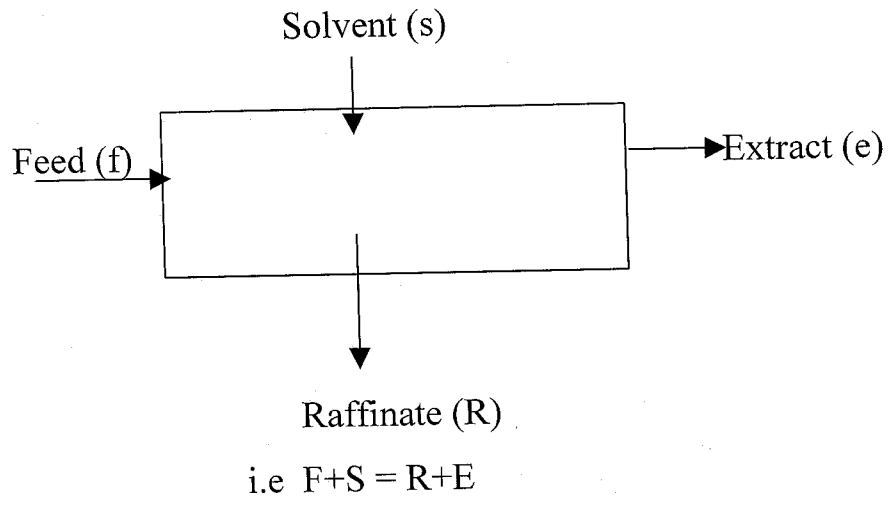 Solvent (s)
Feed (f)
Extract (e)
Raffinate (R)
i.e F+S = R+E